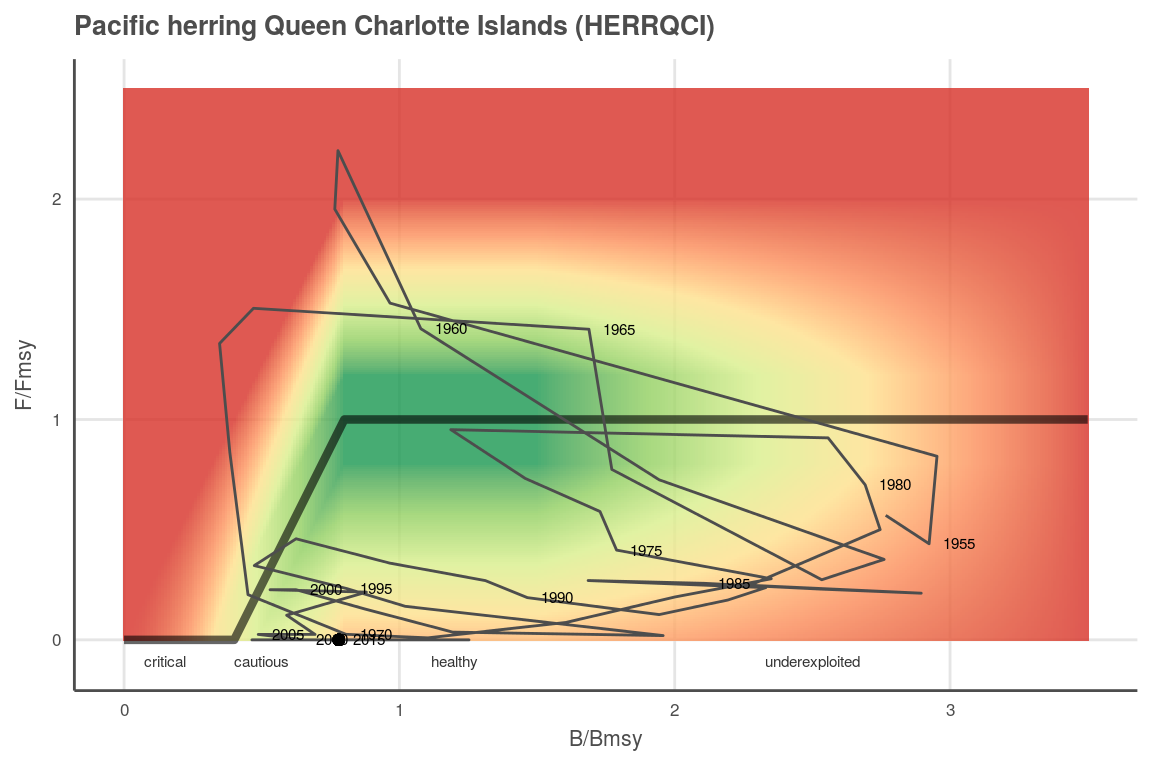 Pacific herring Queen Charlotte Islands (HERRQCI)
F/Fmsy
2
1
0
1960
1965
1980
1955
1975
1985
1990
2000
1995
2005
1970
2015
critical
cautious
healthy
underexploited
0
1
2
3
B/Bmsy